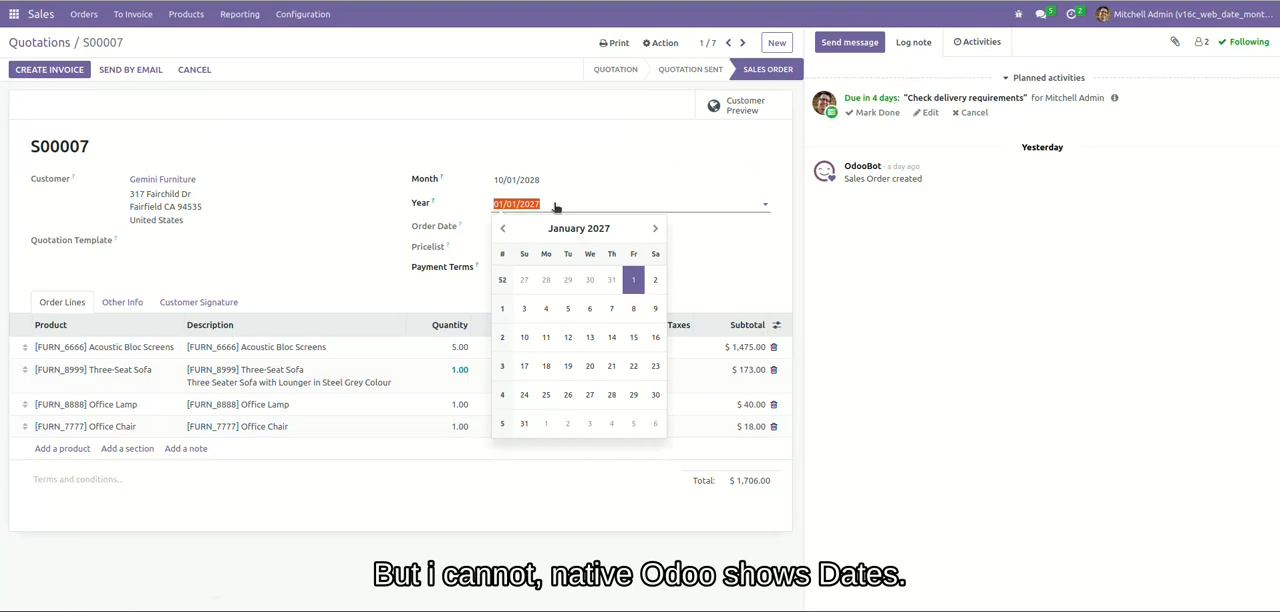 Sales Orders To Invoice Products Reporting Configuration 5 2 Mitchell Admin (v16c_web_date_mont...
Quotations / S00007 Print Action 1 / 7 New
Send message Log note Activities 2 Following
CREATE INVOICE SEND BY EMAIL CANCEL QUOTATION QUOTATION SENT SALES ORDER
Planned activities
Customer
Preview
Due in 4 days: "Check delivery requirements" for Mitchell Admin
Mark Done Edit Cancel
S00007
Yesterday
OdooBot - a day ago
Sales Order created
Customer ? Gemini Furniture
317 Fairchild Dr
Fairfield CA 94535
United States
Quotation Template ?
Month ? 10/01/2028
Year ? 01/01/2027
Order Date ?
Pricelist ?
Payment Terms ?
January 2027
# Su Mo Tu We Th Fr Sa
52 27 28 29 30 31 1 2
1 3 4 5 6 7 8 9
2 10 11 12 13 14 15 16
3 17 18 19 20 21 22 23
4 24 25 26 27 28 29 30
5 31 1 2 3 4 5 6
Order Lines Other Info Customer Signature
Product Description Quantity Taxes Subtotal
[FURN_6666] Acoustic Bloc Screens [FURN_6666] Acoustic Bloc Screens 5.00 $ 1,475.00
[FURN_8999] Three-Seat Sofa [FURN_8999] Three-Seat Sofa 1.00 $ 173.00
Three Seater Sofa with Lounger in Steel Grey Colour
[FURN_8888] Office Lamp [FURN_8888] Office Lamp 1.00 $ 40.00
[FURN_7777] Office Chair [FURN_7777] Office Chair 1.00 $ 18.00
Add a product Add a section Add a note
Terms and conditions...
Total: $ 1,706.00
But i cannot, native Odoo shows Dates.